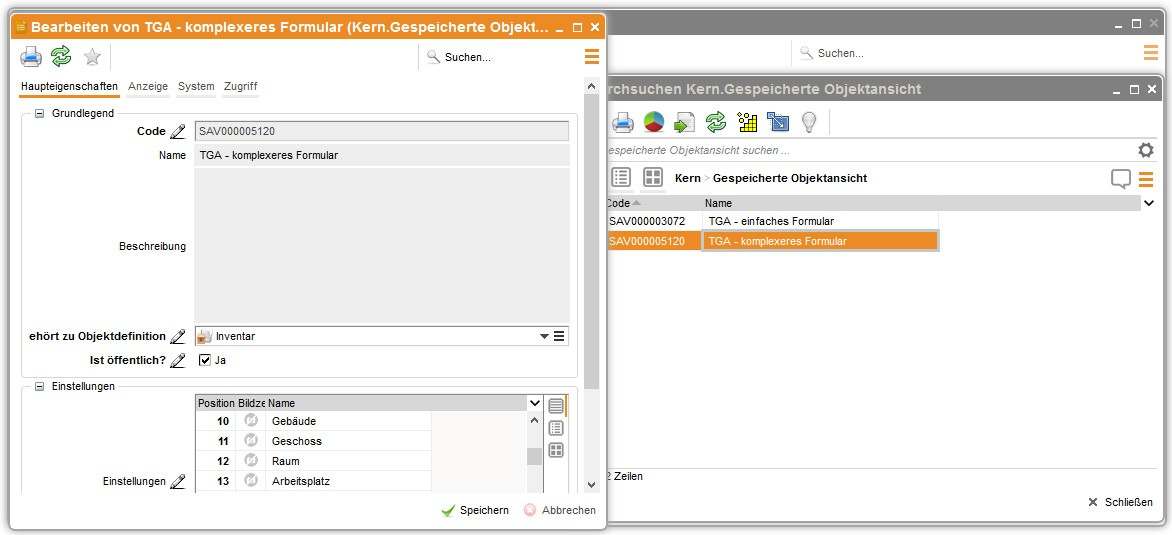 Bearbeiten von TGA - komplexeres Formular (Kern.Gespeicherte Objekt...
Suchen...
Haupteigenschaften Anzeige System Zugriff
Grundlegend
Code SAV000005120
Name TGA - komplexeres Formular
Beschreibung
ehört zu Objektdefinition Inventar
Ist öffentlich? Ja
Einstellungen
Position Bildze Name
10 Gebäude
11 Geschoss
12 Raum
13 Arbeitsplatz
Einstellungen
Speichern Abbrechen
Suchen...
rchsuchen Kern.Gespeicherte Objektansicht
espeicherte Objektansicht suchen ...
Kern > Gespeicherte Objektansicht
Code Name
SAV000003072 TGA - einfaches Formular
SAV000005120 TGA - komplexeres Formular
2 Zeilen
Schließen